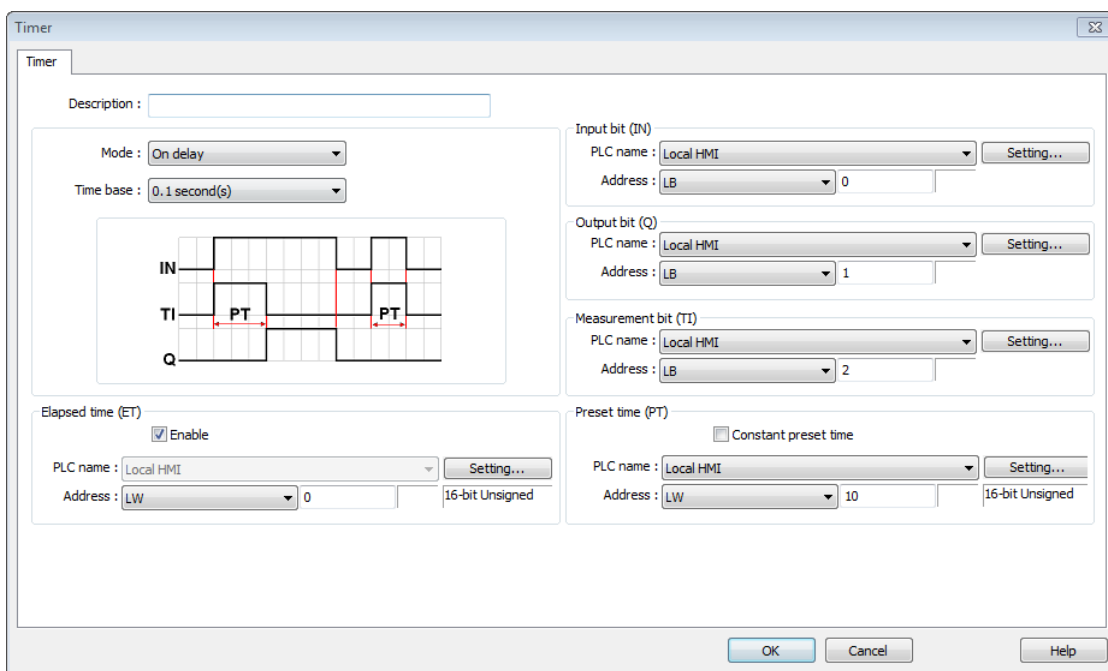 Timer
Timer
Description :
Mode : On delay
Time base : 0.1 second(s)
IN
TI PT PT
Q
Input bit (IN)
PLC name : Local HMI Setting...
Address : LB 0
Output bit (Q)
PLC name : Local HMI Setting...
Address : LB 1
Measurement bit (TI)
PLC name : Local HMI Setting...
Address : LB 2
Elapsed time (ET)
Enable
PLC name : Local HMI Setting...
Address : LW 0 16-bit Unsigned
Preset time (PT)
Constant preset time
PLC name : Local HMI Setting...
Address : LW 10 16-bit Unsigned
OK Cancel Help